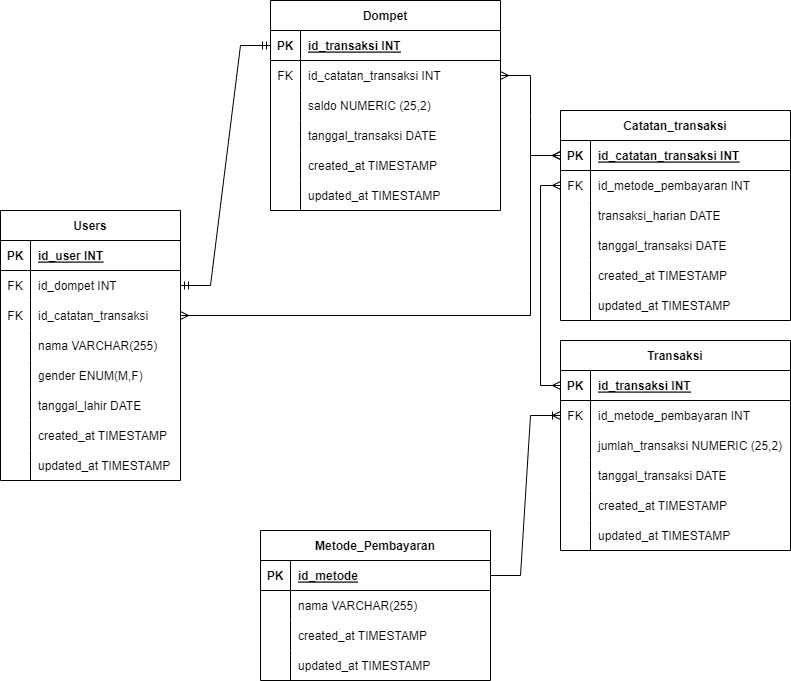 Dompet
PK id_transaksi INT
FK id_catatan_transaksi INT
saldo NUMERIC (25,2)
tanggal_transaksi DATE
created_at TIMESTAMP
updated_at TIMESTAMP
Catatan_transaksi
PK id_catatan_transaksi INT
FK id_metode_pembayaran INT
transaksi_harian DATE
tanggal_transaksi DATE
created_at TIMESTAMP
updated_at TIMESTAMP
Users
PK id_user INT
FK id_dompet INT
FK id_catatan_transaksi
nama VARCHAR(255)
gender ENUM(M,F)
tanggal_lahir DATE
created_at TIMESTAMP
updated_at TIMESTAMP
Transaksi
PK id_transaksi INT
FK id_metode_pembayaran INT
jumlah_transaksi NUMERIC (25,2)
tanggal_transaksi DATE
created_at TIMESTAMP
updated_at TIMESTAMP
Metode_Pembayaran
PK id_metode
nama VARCHAR(255)
created_at TIMESTAMP
updated_at TIMESTAMP